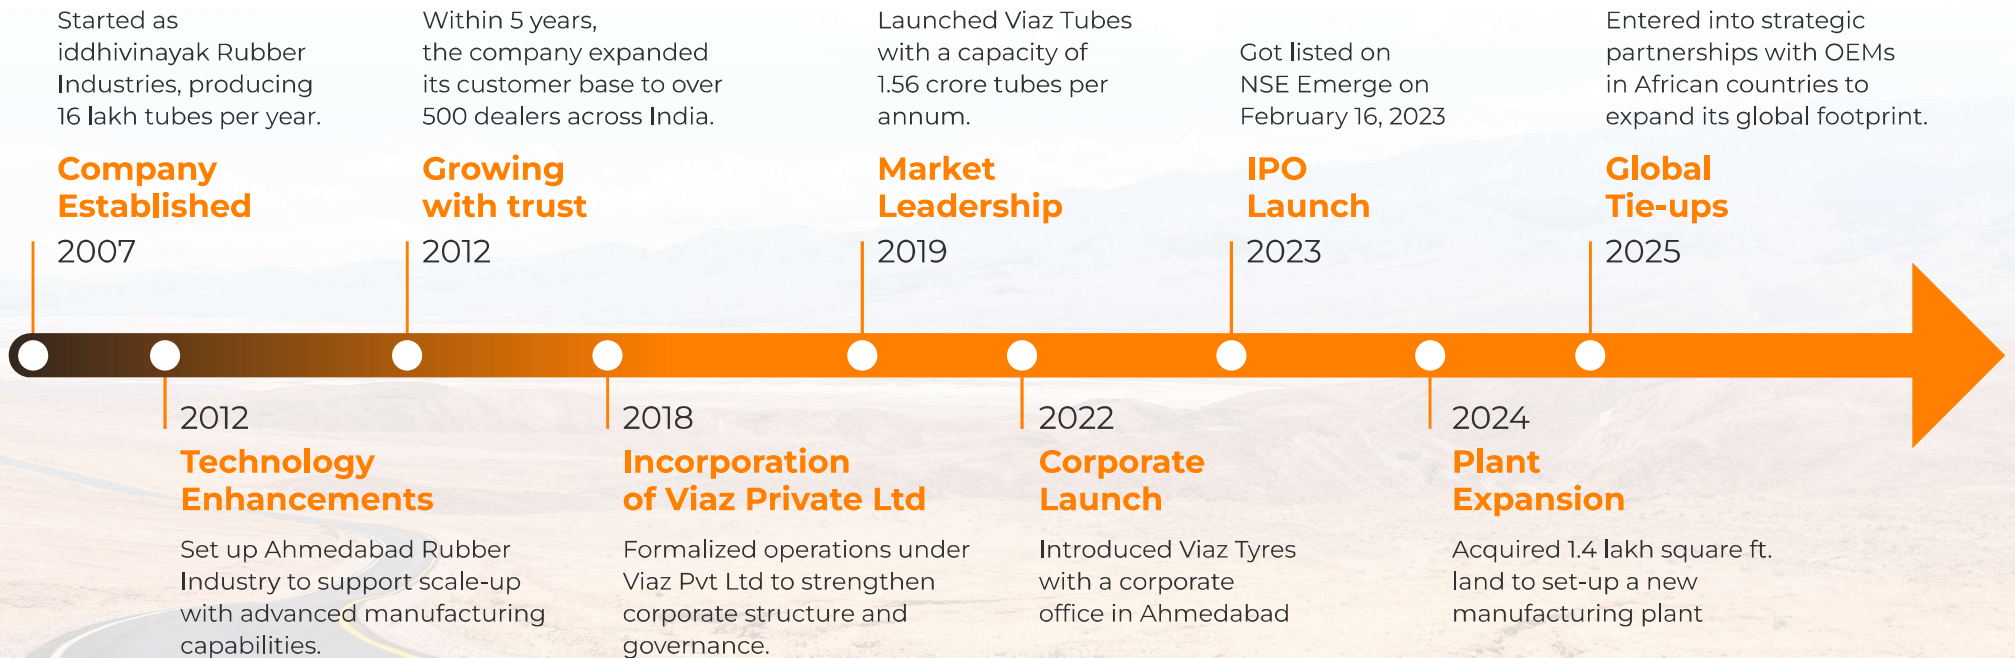 Started as
iddhivinayak Rubber
Industries, producing
16 lakh tubes per year.
Company
Established
2007
2012
Technology
Enhancements
Set up Ahmedabad Rubber
Industry to support scale-up
with advanced manufacturing
capabilities.
Within 5 years,
the company expanded
its customer base to over
500 dealers across India.
Growing
with trust
2012
2018
Incorporation
of Viaz Private Ltd
Formalized operations under
Viaz Pvt Ltd to strengthen
corporate structure and
governance.
Launched Viaz Tubes
with a capacity of
1.56 crore tubes per
annum.
Market
Leadership
2019
2022
Corporate
Launch
Introduced Viaz Tyres
with a corporate
office in Ahmedabad
Got listed on
NSE Emerge on
February 16, 2023
IPO
Launch
2023
2024
Plant
Expansion
Acquired 1.4 lakh square ft.
land to set-up a new
manufacturing plant
Entered into strategic
partnerships with OEMs
in African countries to
expand its global footprint.
Global
Tie-ups
2025